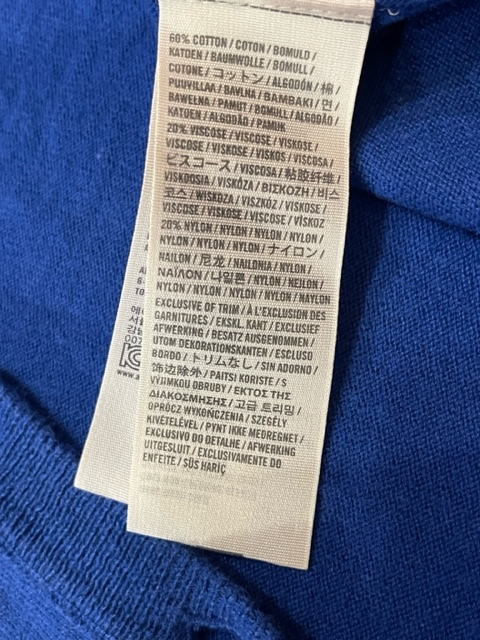 60% COTTON / COTON / BOMULD /
KATOEN / BAUMWOLLE / BOMULL /
COTONE / コットン / ALGODÓN / 棉 /
PUUVILLAA / BAVLNA / BAMBAKI / 면 /
BAWEŁNA / PAMUT / BOMULL / ALGODÃO /
KATOEN / ALGODÃO / PAMUK
20% VISCOSE / VISCOSE / VISKOSE /
VISCOSE / VISKOSE / VISKOS / VISCOSA /
ビスコース / VISCOSA / 粘胶纤维 /
VISKOOSIA / VISKÓZA / ΒΙΣΚΟΖΗ / 비스
코스 / WISKOZA / VISZKÓZ / VISKOSE /
VISCOSE / VISKOSE / VISCOSE / VİSKOZ
20% NYLON / NYLON / NYLON / NYLON /
NYLON / NYLON / NYLON / ナイロン /
NAILON / 尼龙 / NAILONIA / NYLON /
ΝΑΪΛΟΝ / 나일론 / NYLON / NEJLON /
NYLON / NYLON / NYLON / NYLON / NAYLON
EXCLUSIVE OF TRIM / À L'EXCLUSION DES
GARNITURES / EKSKL. KANT / EXCLUSIEF
AFWERKING / BESATZ AUSGENOMMEN /
UTOM DEKORATIONSKANTEN / ESCLUSO
BORDO / トリムなし / SIN ADORNO /
饰边除外 / PAITSI KORISTE / S
VÝJIMKOU OBRUBY / ΕΚΤΟΣ ΤΗΣ
ΔΙΑΚΟΣΜΗΣΗΣ / 고급 트리밍 /
OPRÓCZ WYKOŃCZENIA / SZEGÉLY
KIVÉTELÉVEL / PYNT IKKE MEDREGNET /
EXCLUSIVO DO DETALHE / AFWERKING
UITGESLUIT / EXCLUSIVAMENTE DO
ENFEITE / SÜS HARİÇ